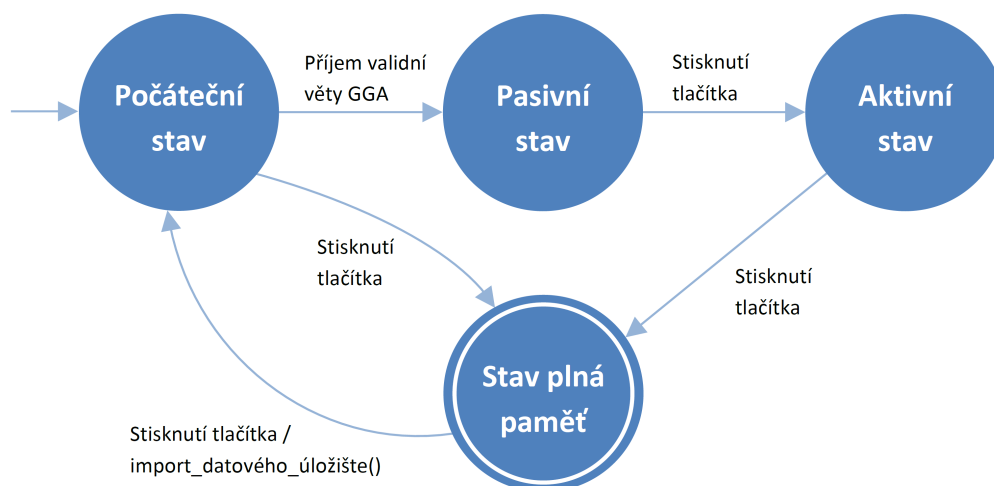 Počáteční
stav
Příjem validní
věty GGA
Pasivní
stav
Stisknutí
tlačítka
Aktivní
stav
Stisknutí
tlačítka
Stisknutí
tlačítka
Stav plná
paměť
Stisknutí tlačítka /
import_datového_úložište()